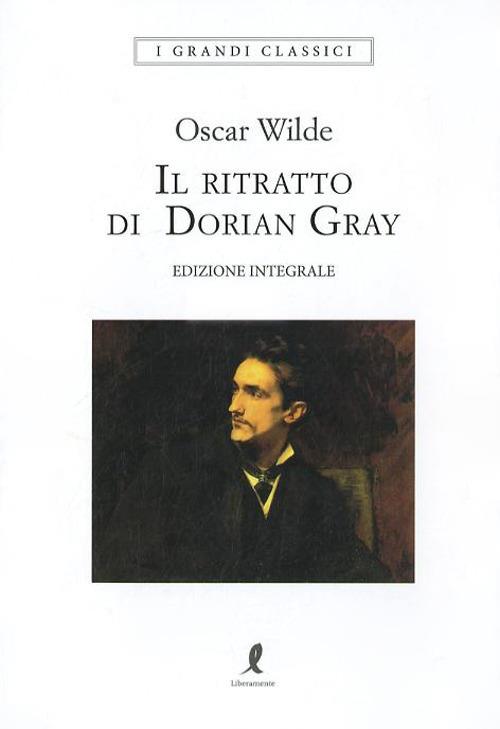 I GRANDI CLASSICI
Oscar Wilde
IL RITRATTO
DI DORIAN GRAY
EDIZIONE INTEGRALE
Liberamente